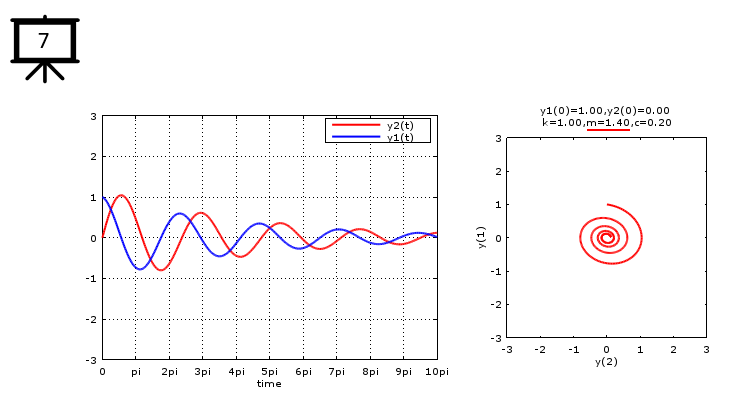 7
3
2
1
0
-1
-2
-3
y2(t)
y1(t)
0 pi 2pi 3pi 4pi 5pi 6pi 7pi 8pi 9pi 10pi
time
y1(0)=1.00,y2(0)=0.00
k=1.00,m=1.40,c=0.20
3
2
1
0
-1
-2
-3
y(1)
-3 -2 -1 0 1 2 3
y(2)